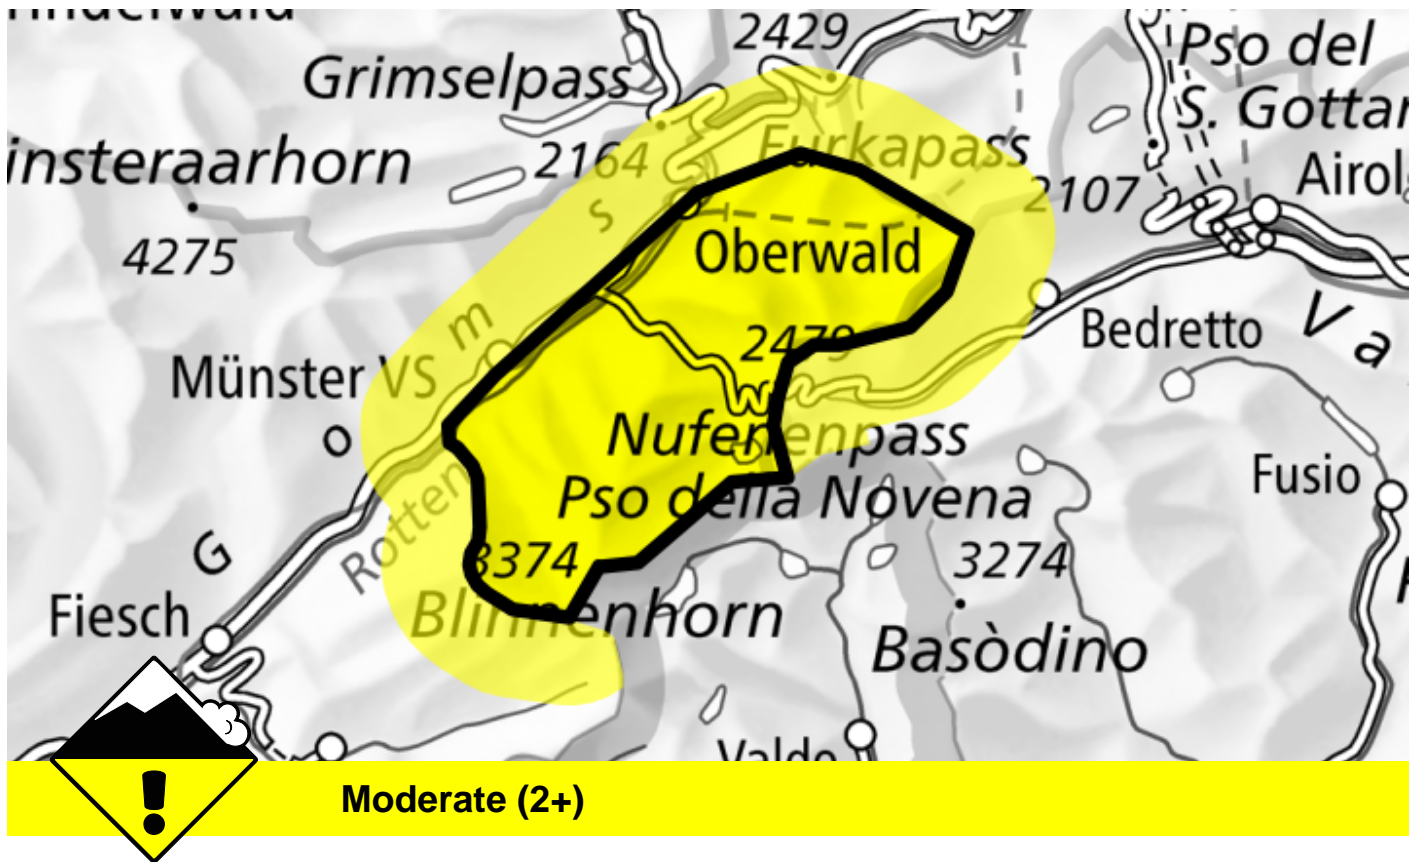 2429
Pso del
Grimselpass
S. Gottar
insteraarhorn
2164
Furkapass
Airol
2107
s
4275
Oberwald
m
2479
Bedretto
V a
Münster VS
o
Nufenenpass
Fusio
Pso della Novena
Rotten
G
3374
3274
Fiesch
Blinnenhorn
Basòdino
Valde
Moderate (2+)